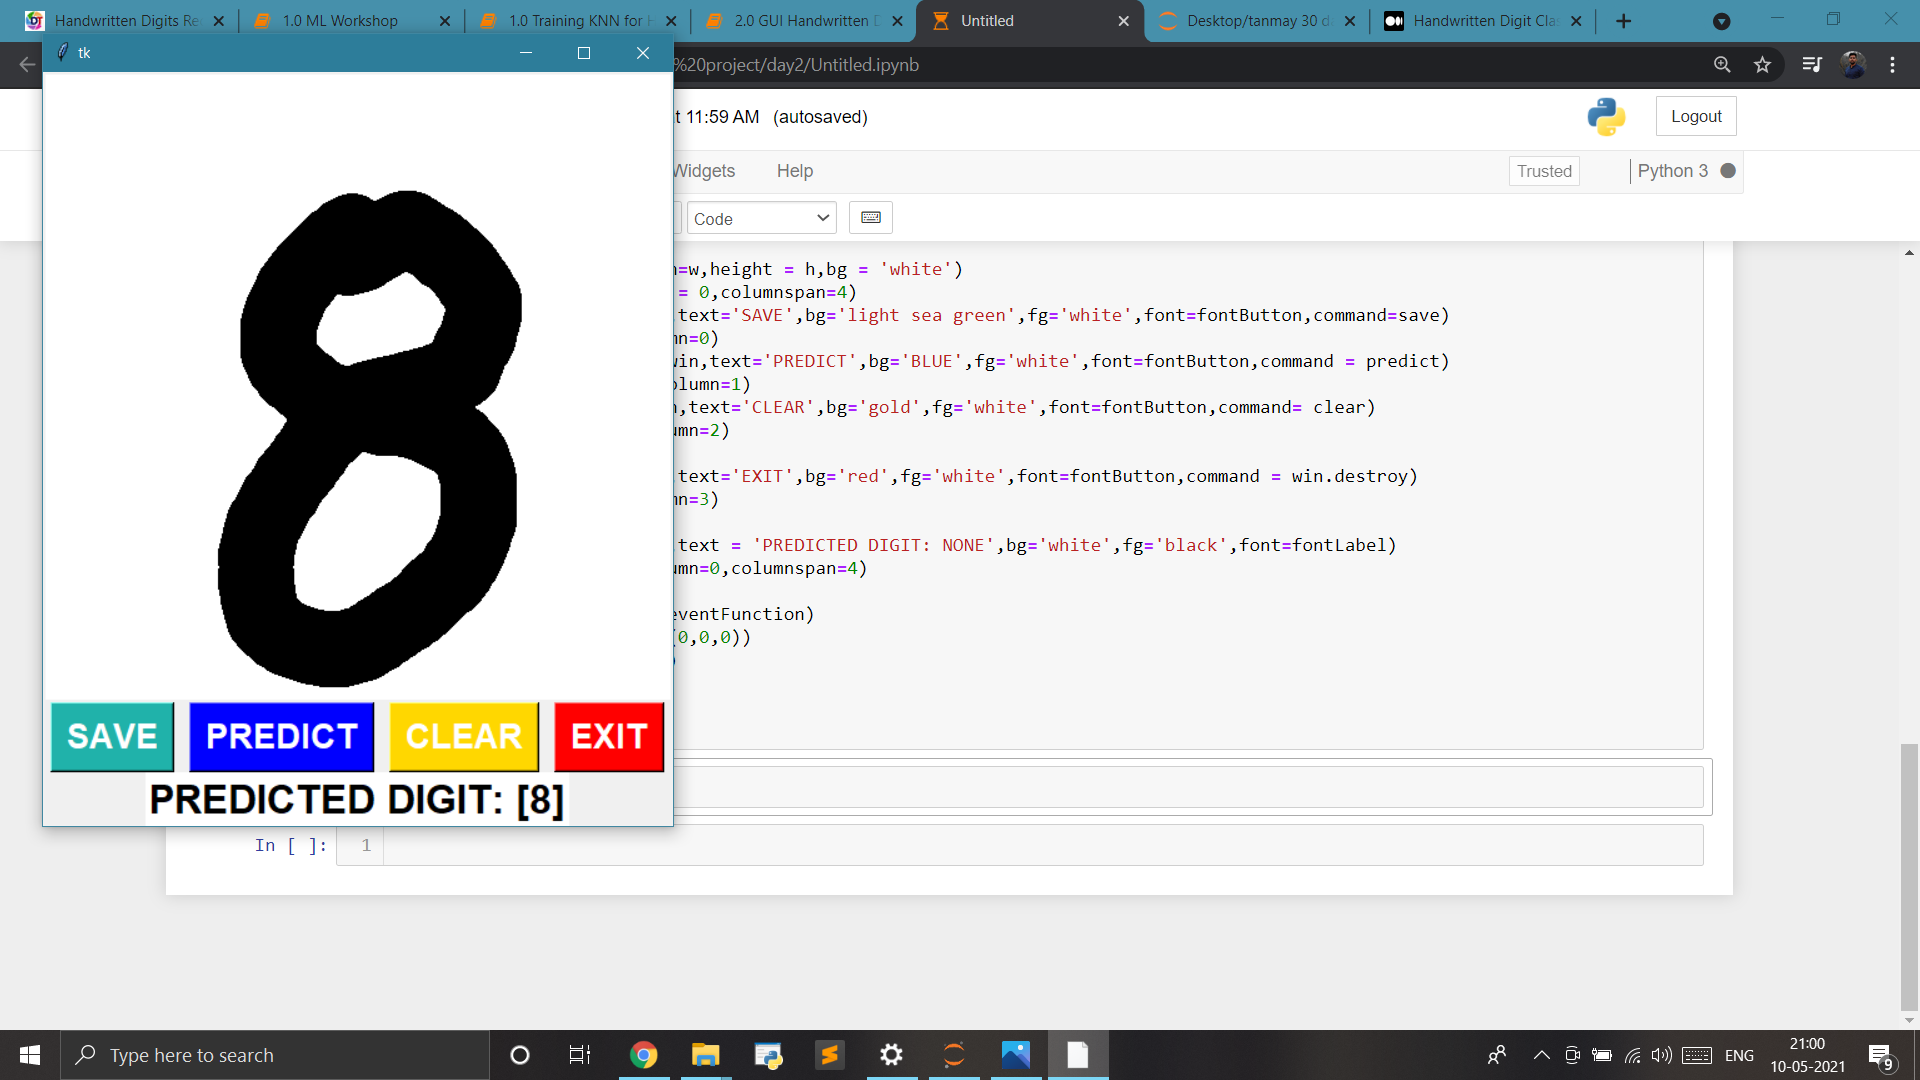 Handwritten Digits Re
1.0 ML Workshop
1.0 Training KNN for H
2.0 GUI Handwritten D
Untitled
Desktop/tanmay 30 d
Handwritten Digit Cla
tk
%20project/day2/Untitled.ipynb
t 11:59 AM (autosaved)
Logout
Widgets
Help
Trusted
Python 3
Code
n=w,height = h,bg = 'white')
= 0,columnspan=4)
,text='SAVE',bg='light sea green',fg='white',font=fontButton,command=save)
mn=0)
win,text='PREDICT',bg='BLUE',fg='white',font=fontButton,command = predict)
olumn=1)
n,text='CLEAR',bg='gold',fg='white',font=fontButton,command= clear)
umn=2)
,text='EXIT',bg='red',fg='white',font=fontButton,command = win.destroy)
mn=3)
,text = 'PREDICTED DIGIT: NONE',bg='white',fg='black',font=fontLabel)
umn=0,columnspan=4)
eventFunction)
(0,0,0))
)
8
SAVE
PREDICT
CLEAR
EXIT
PREDICTED DIGIT: [8]
In [ ]:
1
Type here to search
ENG
21:00
10-05-2021
9